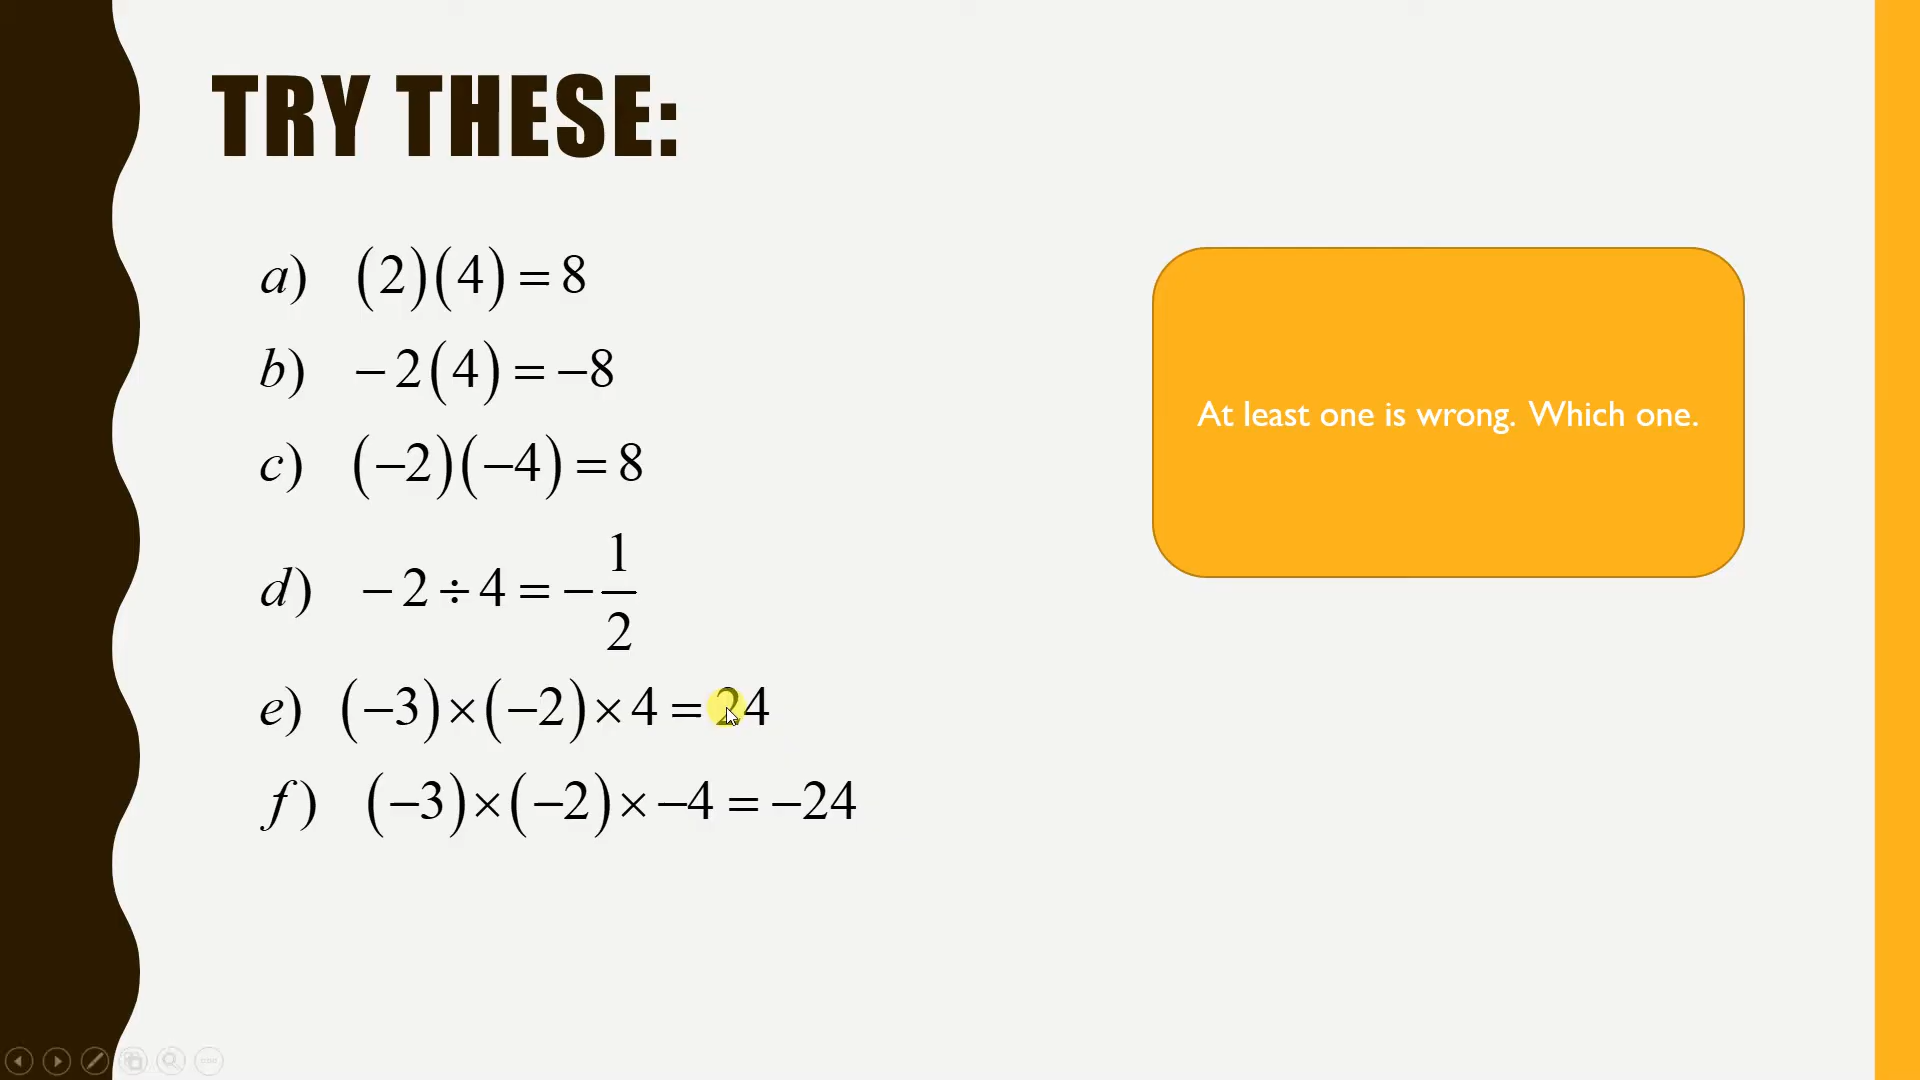 TRY THESE:
a) (2)(4) = 8
b) −2(4) = −8
c) (−2)(−4) = 8
d) −2 ÷ 4 = −1/2
e) (−3)×(−2)×4 = 24
f) (−3)×(−2)×−4 = −24
At least one is wrong. Which one.